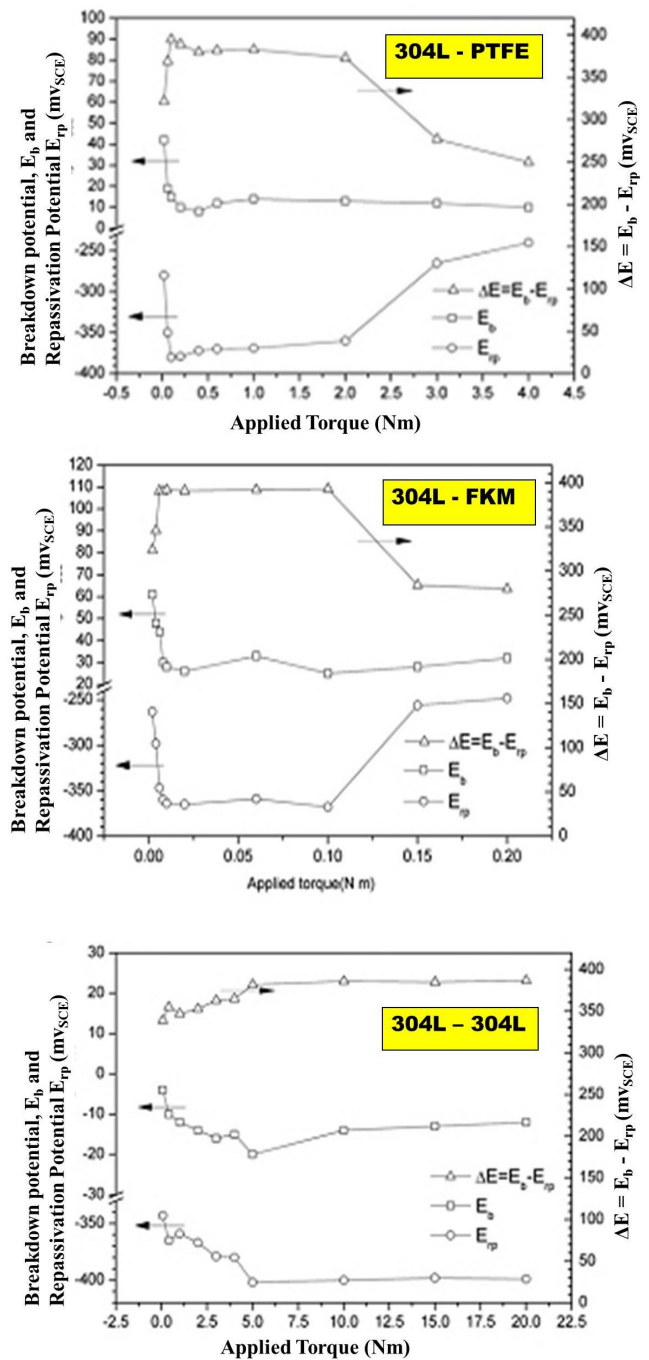 304L - PTFE
Breakdown potential, Eb and
Repassivation Potential Erp (mvSCE)
100
90
80
70
60
50
40
30
20
10
0
-250
-300
-350
-400
400
350
300
250
200
150
100
50
0
ΔE = Eb - Erp (mvSCE)
ΔE=Eb-Erp
Eb
Erp
-0.5 0.0 0.5 1.0 1.5 2.0 2.5 3.0 3.5 4.0 4.5
Applied Torque (Nm)
304L - FKM
Breakdown potential, Eb and
Repassivation Potential Erp (mvSCE)
120
110
100
90
80
70
60
50
40
30
20
-250
-300
-350
-400
400
350
300
250
200
150
100
50
0
ΔE = Eb - Erp (mvSCE)
ΔE=Eb-Erp
Eb
Erp
0.00 0.05 0.10 0.15 0.20
Applied torque(N m)
304L – 304L
Breakdown potential, Eb and
Repassivation Potential Erp (mvSCE)
30
20
10
0
-10
-20
-30
-350
-400
400
350
300
250
200
150
100
50
0
ΔE = Eb - Erp (mvSCE)
ΔE=Eb-Erp
Eb
Erp
-2.5 0.0 2.5 5.0 7.5 10.0 12.5 15.0 17.5 20.0 22.5
Applied Torque (Nm)